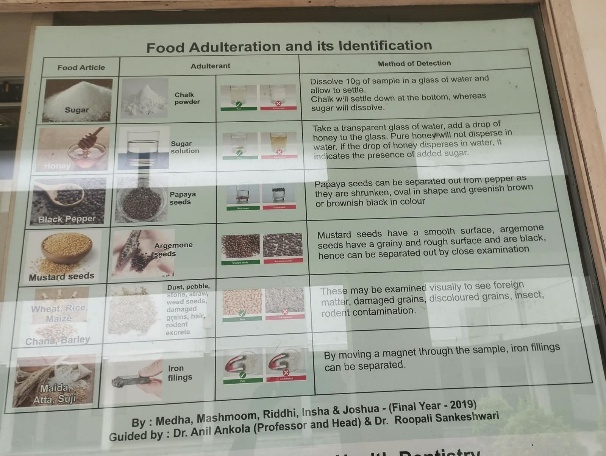 Food Adulteration and its Identification
Food Article
Adulterant
Method of Detection
Sugar
Chalk
powder
Dissolve 10g of sample in a glass of water and
allow to settle.
Chalk will settle down at the bottom, whereas
sugar will dissolve.
Honey
Sugar
solution
Take a transparent glass of water, add a drop of
honey to the glass. Pure honey will not disperse in
water. If the drop of honey disperses in water, it
indicates the presence of added sugar.
Black Pepper
Papaya
seeds
Papaya seeds can be separated out from pepper as
they are shrunken, oval in shape and greenish brown
or brownish black in colour
Mustard seeds
Argemone
seeds
Mustard seeds have a smooth surface, argemone
seeds have a grainy and rough surface and are black,
hence can be separated out by close examination
Wheat, Rice,
Maize,
Chana, Barley
Dust, pebble,
stone, straw,
weed seeds,
damaged
grains, hair,
rodent
excreta
These may be examined visually to see foreign
matter, damaged grains, discoloured grains, insect,
rodent contamination.
Maida,
Atta, Suji
Iron
filings
By moving a magnet through the sample, iron fillings
can be separated.
By : Medha, Mashmoom, Riddhi, Insha & Joshua - (Final Year - 2019)
Guided by : Dr. Anil Ankola (Professor and Head) & Dr. Roopali Sankeshwari
Health Dentistry